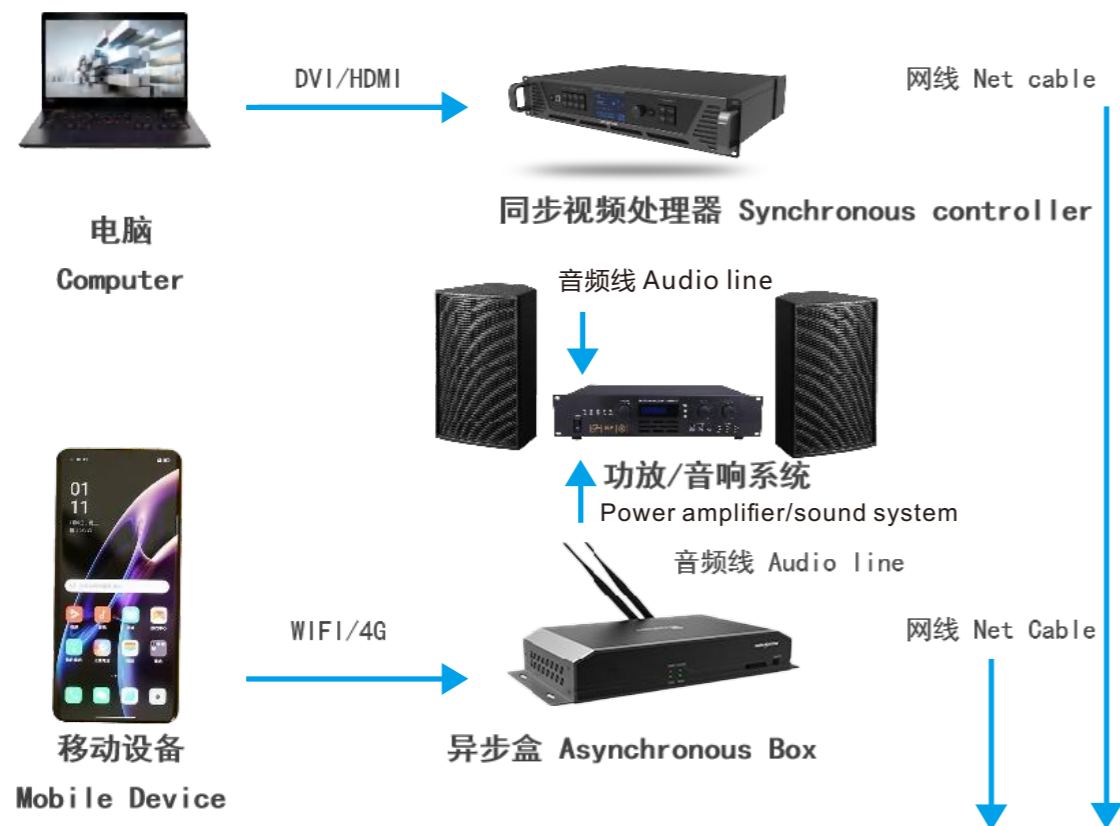 DVI/HDMI
网线 Net cable
同步视频处理器 Synchronous controller
电脑
Computer
音频线 Audio line
功放/音响系统
Power amplifier/sound system
音频线 Audio line
01
11
WIFI/4G
网线 Net Cable
异步盒 Asynchronous Box
移动设备
Mobile Device